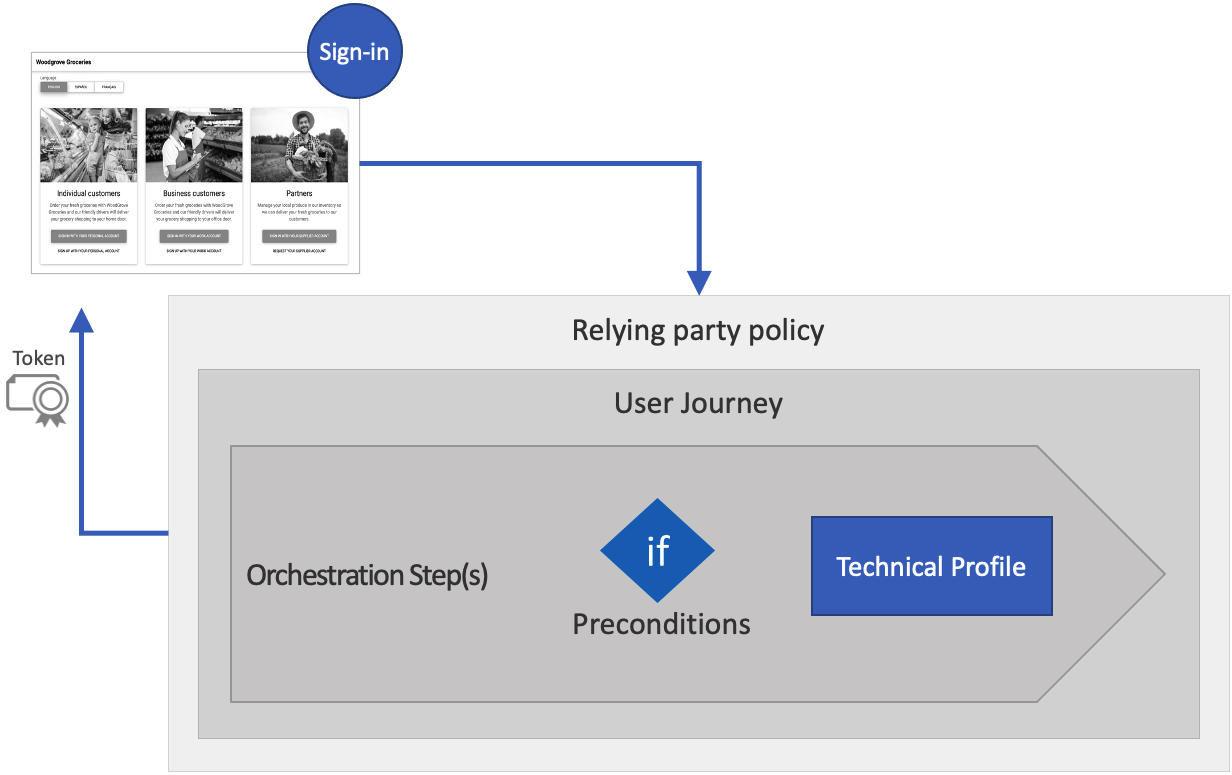 Sign-in
Woodgrove Groceries
Language
ENGLISH ESPAÑOL FRANÇAIS
Individual customers
Order your fresh groceries with WoodGrove
Groceries and our friendly drivers will deliver
your grocery shopping to your home door.
SIGN IN WITH YOUR PERSONAL ACCOUNT
SIGN UP WITH YOUR PERSONAL ACCOUNT
Business customers
Order your fresh groceries with WoodGrove
Groceries and our friendly drivers will deliver
your grocery shopping to your office door.
SIGN IN WITH YOUR WORK ACCOUNT
SIGN UP WITH YOUR WORK ACCOUNT
Partners
Manage your local produce in our inventory so
we can deliver your fresh groceries to our
customers.
SIGN IN WITH YOUR SUPPLIER ACCOUNT
REQUEST YOUR SUPPLIER ACCOUNT
Token
Relying party policy
User Journey
Orchestration Step(s)
if
Preconditions
Technical Profile